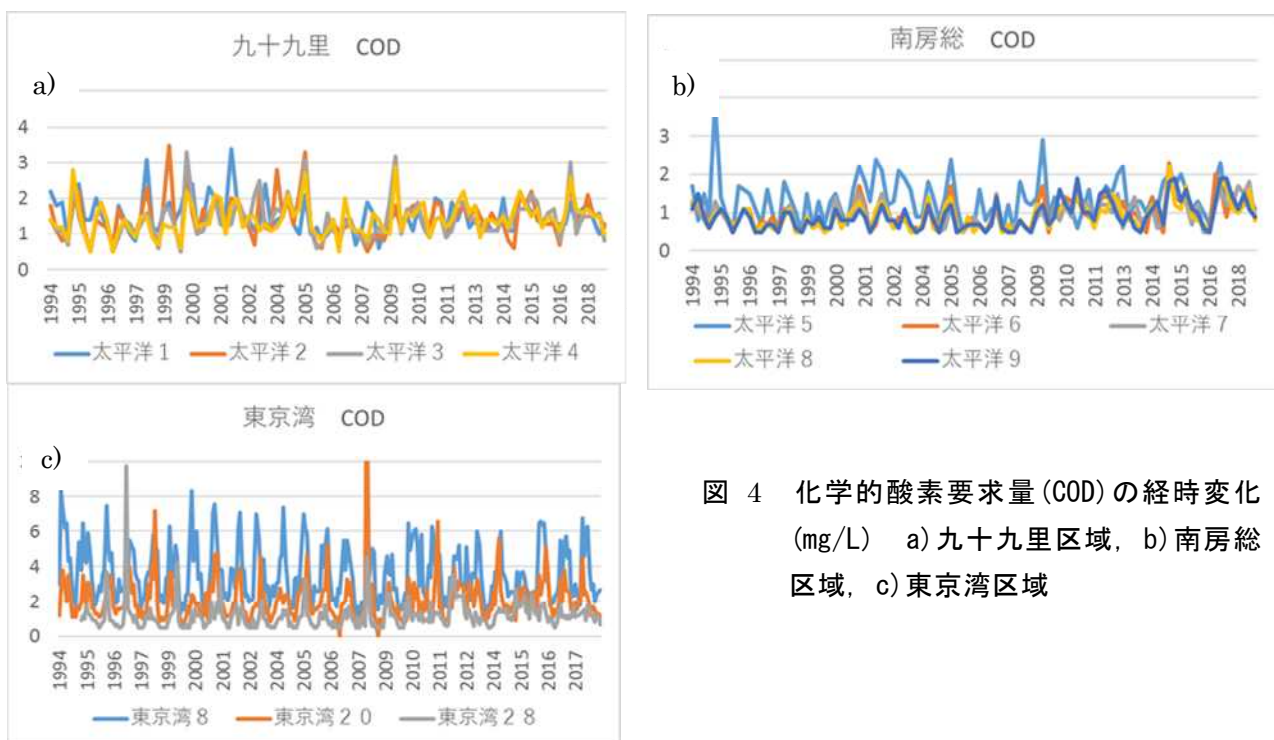 九十九里 COD
a)
4
3
2
1
0
1994 1995 1996 1997 1999 2000 2001 2002 2004 2005 2006 2007 2009 2010 2011 2012 2014 2015 2016 2018
太平洋1 太平洋2 太平洋3 太平洋4
南房総 COD
b)
3
2
1
0
1994 1995 1996 1998 1999 2000 2001 2003 2004 2005 2006 2008 2009 2010 2011 2013 2014 2015 2016 2018
太平洋5 太平洋6 太平洋7
太平洋8 太平洋9
東京湾 COD
c)
8
6
4
2
0
1994 1995 1996 1997 1999 2000 2001 2002 2004 2005 2006 2007 2009 2010 2011 2012 2014 2015 2016 2017
東京湾8 東京湾20 東京湾28
図 4 化学的酸素要求量(COD)の経時変化
(mg/L) a)九十九里区域, b)南房総
区域, c)東京湾区域